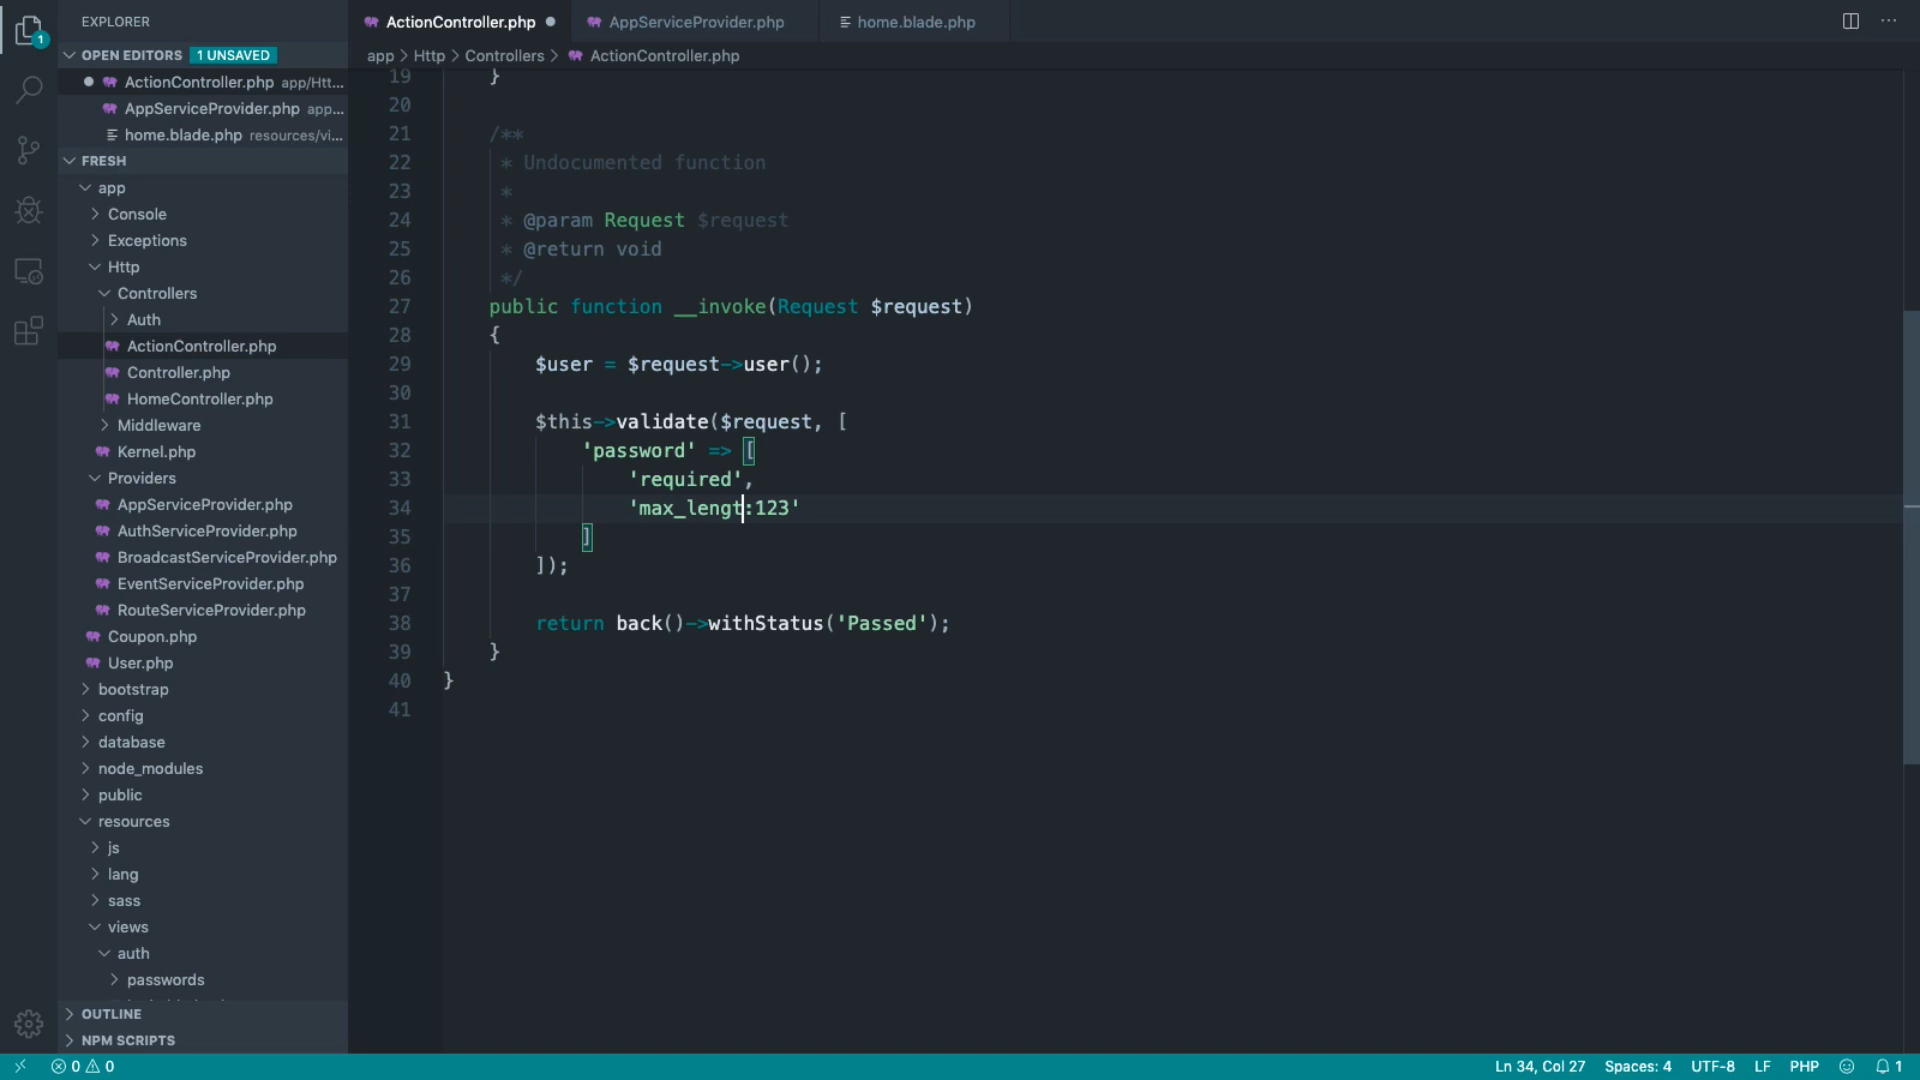 EXPLORER
OPEN EDITORS 1 UNSAVED
ActionController.php app/Htt...
AppServiceProvider.php app...
home.blade.php resources/vi...
FRESH
app
Console
Exceptions
Http
Controllers
Auth
ActionController.php
Controller.php
HomeController.php
Middleware
Kernel.php
Providers
AppServiceProvider.php
AuthServiceProvider.php
BroadcastServiceProvider.php
EventServiceProvider.php
RouteServiceProvider.php
Coupon.php
User.php
bootstrap
config
database
node_modules
public
resources
js
lang
sass
views
auth
passwords
OUTLINE
NPM SCRIPTS
1
ActionController.php
AppServiceProvider.php
home.blade.php
app > Http > Controllers > ActionController.php
19 }
20
21 /**
22 * Undocumented function
23 *
24 * @param Request $request
25 * @return void
26 */
27 public function __invoke(Request $request)
28 {
29 $user = $request->user();
30
31 $this->validate($request, [
32 'password' => [
33 'required',
34 'max_lengt:123'
35 ]
36 ]);
37
38 return back()->withStatus('Passed');
39 }
40 }
41
0 0
Ln 34, Col 27 Spaces: 4 UTF-8 LF PHP 1